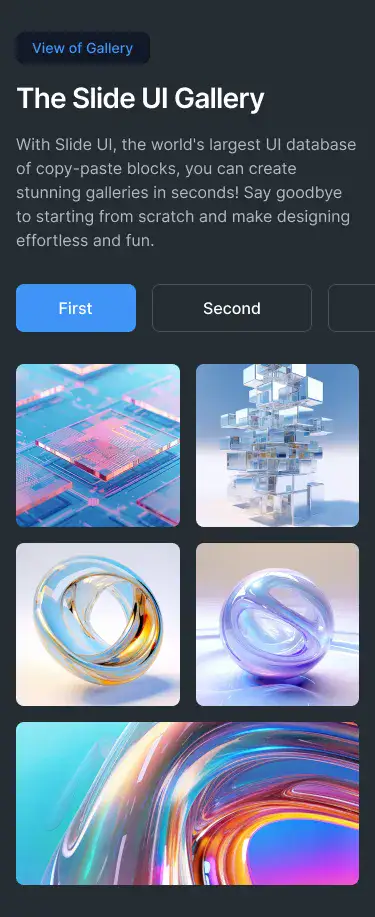 View of Gallery
The Slide UI Gallery
With Slide UI, the world's largest UI database
of copy-paste blocks, you can create
stunning galleries in seconds! Say goodbye
to starting from scratch and make designing
effortless and fun.
First
Second